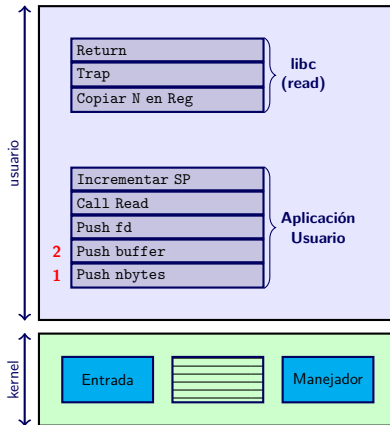 usuario
Return
Trap
Copiar N en Reg
libc
(read)
Incrementar SP
Call Read
Push fd
2 Push buffer
1 Push nbytes
Aplicación
Usuario
kernel
Entrada
Manejador